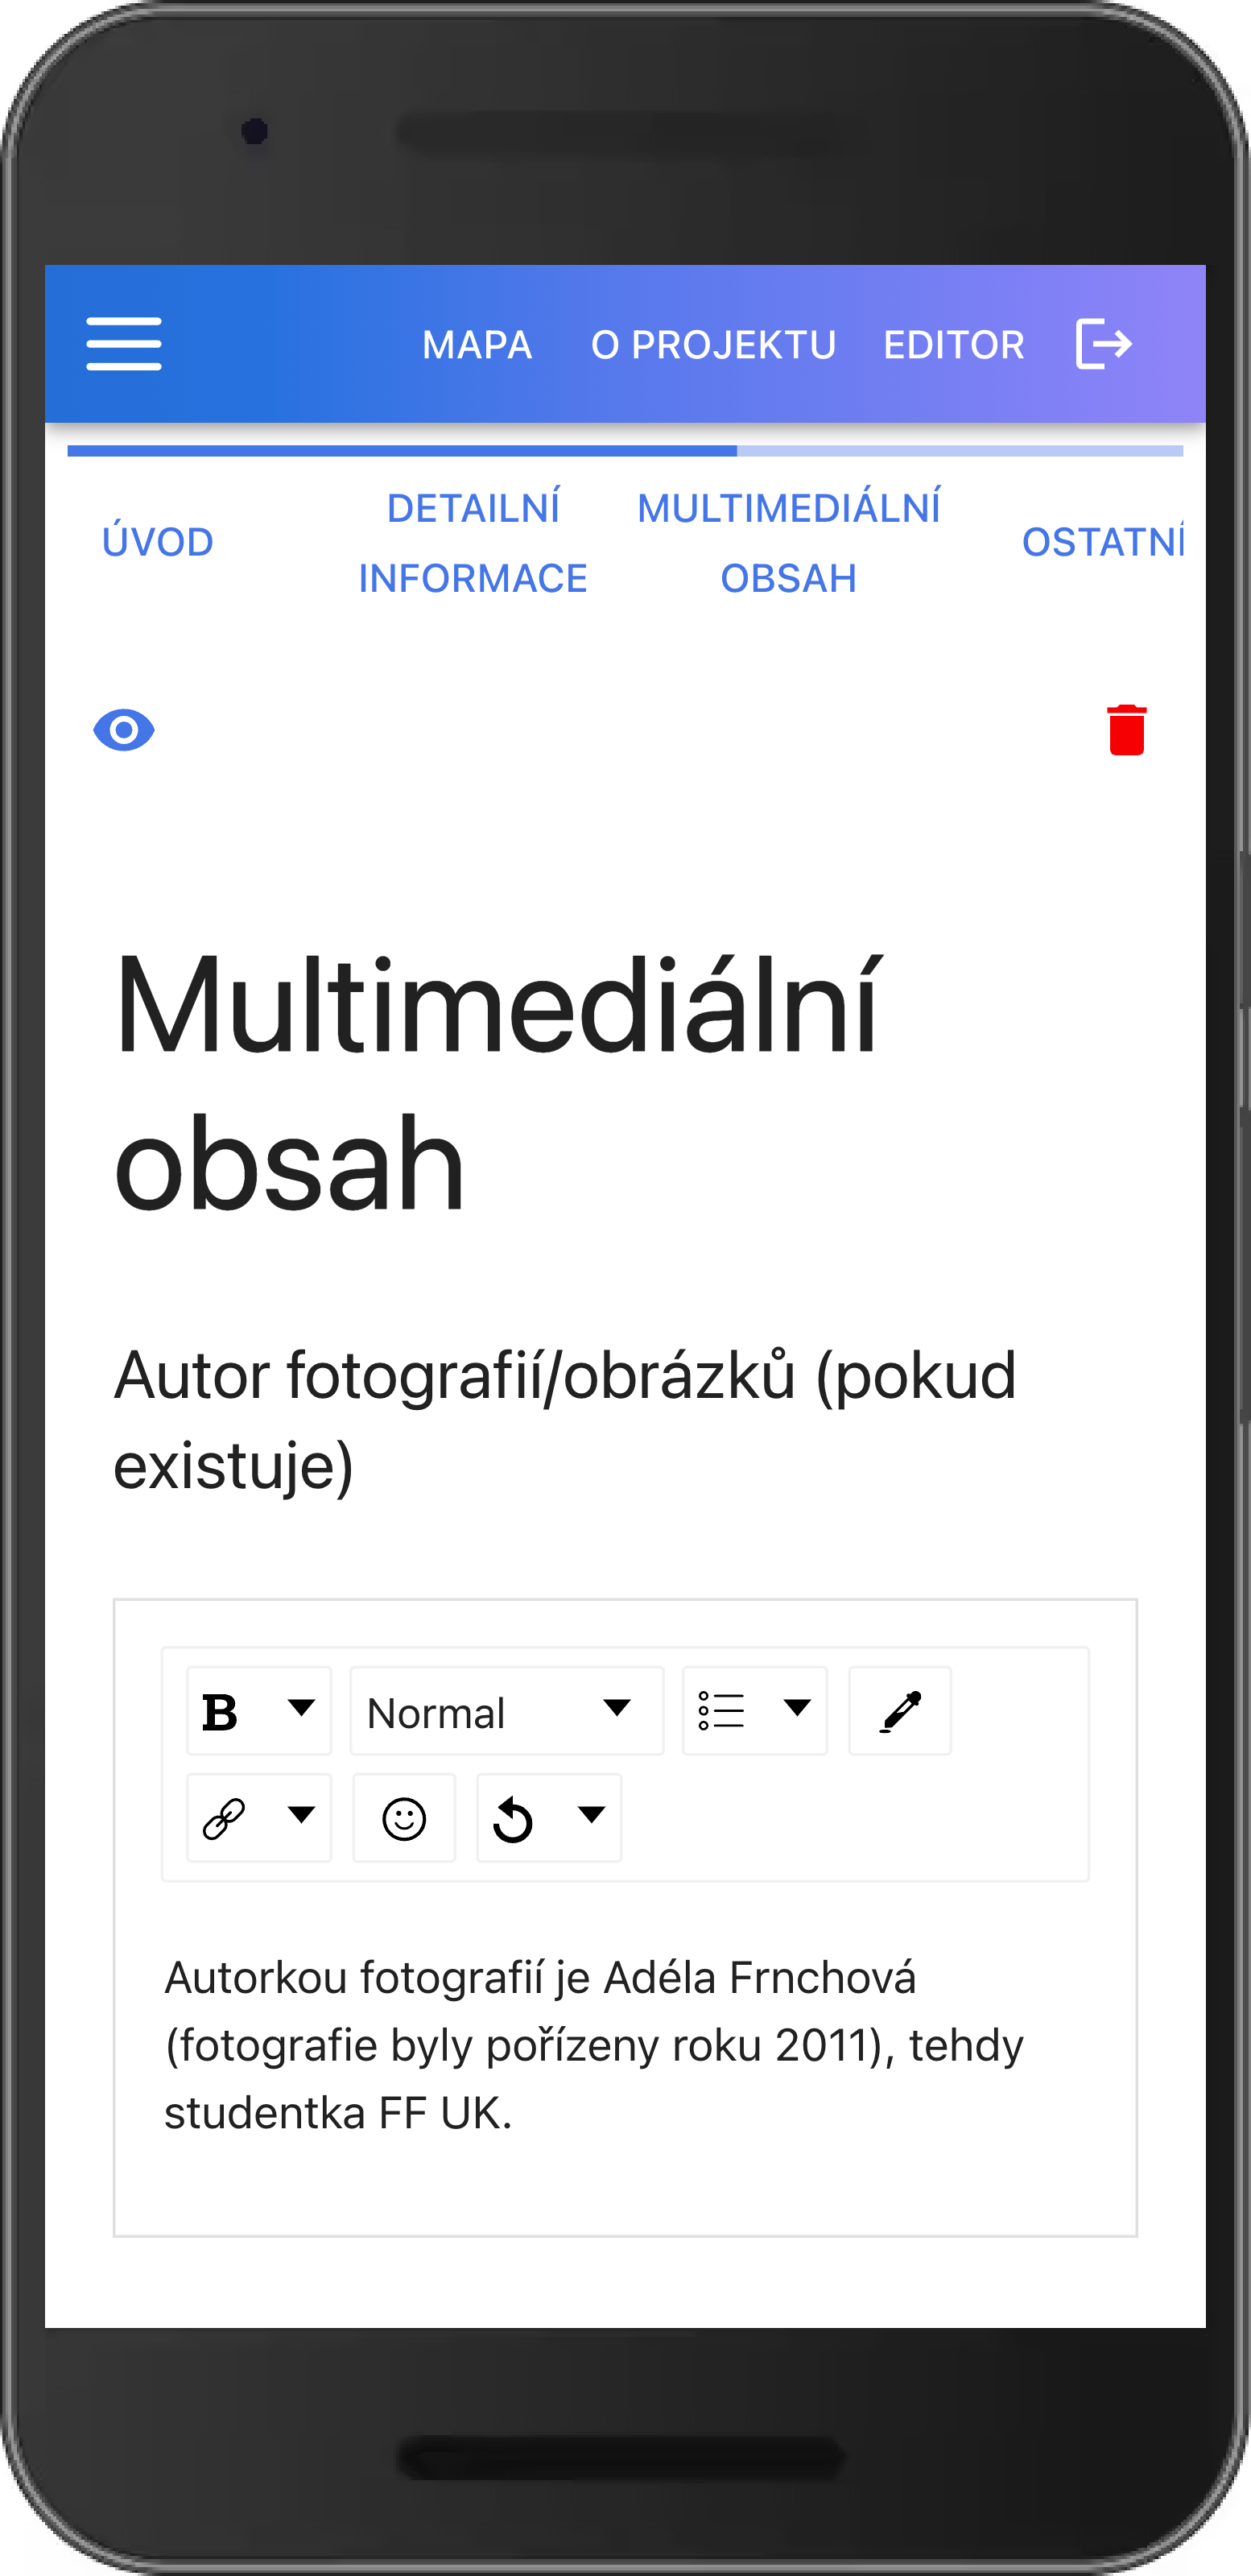 MAPA O PROJEKTU EDITOR
ÚVOD
DETAILNÍ
INFORMACE
MULTIMEDIÁLNÍ
OBSAH
OSTATNÍ
Multimediální
obsah
Autor fotografií/obrázků (pokud
existuje)
B Normal
Autorkou fotografií je Adéla Frnchová
(fotografie byly pořízeny roku 2011), tehdy
studentka FF UK.